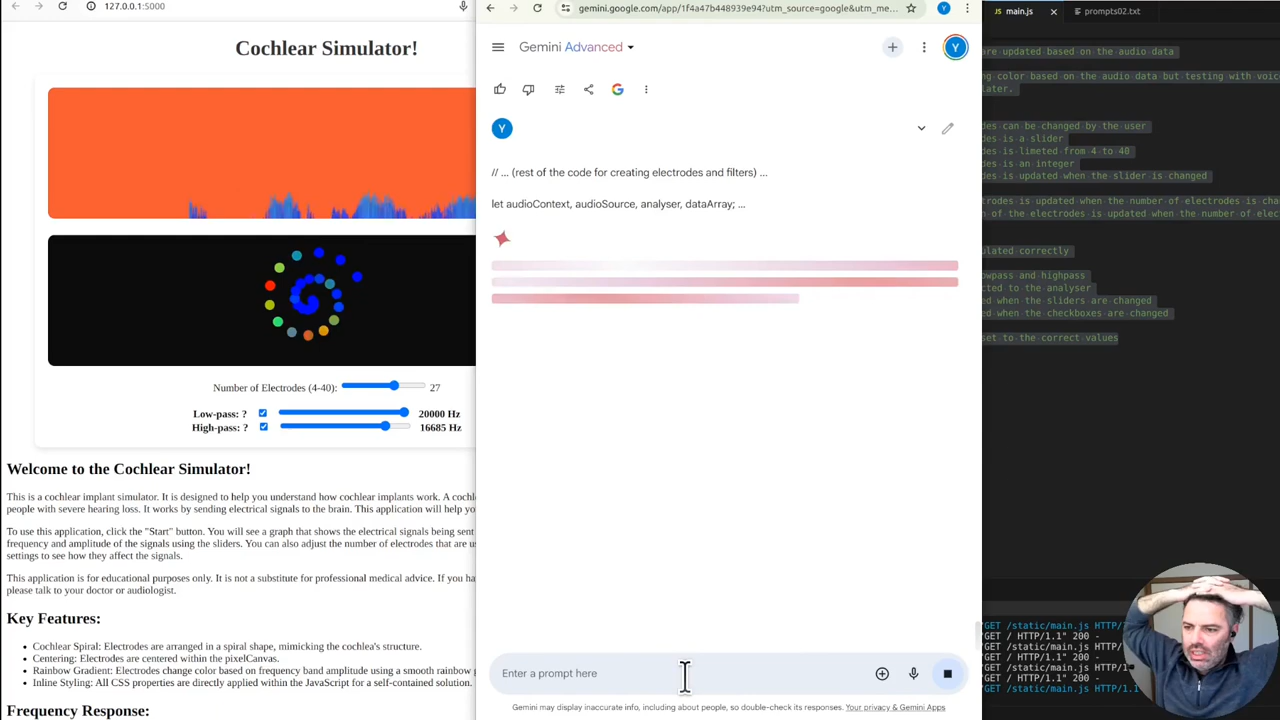 127.0.0.1:5000
Cochlear Simulator!
Number of Electrodes (4-40): 27
Low-pass: ? 20000 Hz
High-pass: ? 16685 Hz
Welcome to the Cochlear Simulator!
This is a cochlear implant simulator. It is designed to help you understand how cochlear implants work. A cochl
people with severe hearing loss. It works by sending electrical signals to the brain. This application will help yo
To use this application, click the "Start" button. You will see a graph that shows the electrical signals being sent
frequency and amplitude of the signals using the sliders. You can also adjust the number of electrodes that are us
settings to see how they affect the signals.
This application is for educational purposes only. It is not a substitute for professional medical advice. If you ha
please talk to your doctor or audiologist.
Key Features:
Cochlear Spiral: Electrodes are arranged in a spiral shape, mimicking the cochlea's structure.
Centering: Electrodes are centered within the pixelCanvas.
Rainbow Gradient: Electrodes change color based on frequency band amplitude using a smooth rainbow
Inline Styling: All CSS properties are directly applied within the JavaScript for a self-contained solution.
Frequency Response:
gemini.google.com/app/1f4a47b448939e94?utm_source=google&utm_me...
Y
Gemini Advanced
Y
Y
// ... (rest of the code for creating electrodes and filters) ...
let audioContext, audioSource, analyser, dataArray; ...
Enter a prompt here
Gemini may display inaccurate info, including about people, so double-check its responses. Your privacy & Gemini Apps
main.js
prompts02.txt
are updated based on the audio data
ng color based on the audio data but testing with voic
later.
des can be changed by the user
des is a slider
des is limeted from 4 to 40
des is an integer
des is updated when the slider is changed
ctrodes is updated when the number of electrodes is cha
of the electrodes is updated when the number of elec
ulated correctly
owpass and highpass
cted to the analyser
ed when the sliders are changed
ed when the checkboxes are changed
set to the correct values
"GET /static/main.js HTTP/1
"GET / HTTP/1.1" 200 -
"GET /static/main.js HTTP/1
"GET / HTTP/1.1" 200 -
"GET /static/main.js HTTP/1
"GET / HTTP/1.1" 200 -
"GET /static/main.js HTTP/1.1